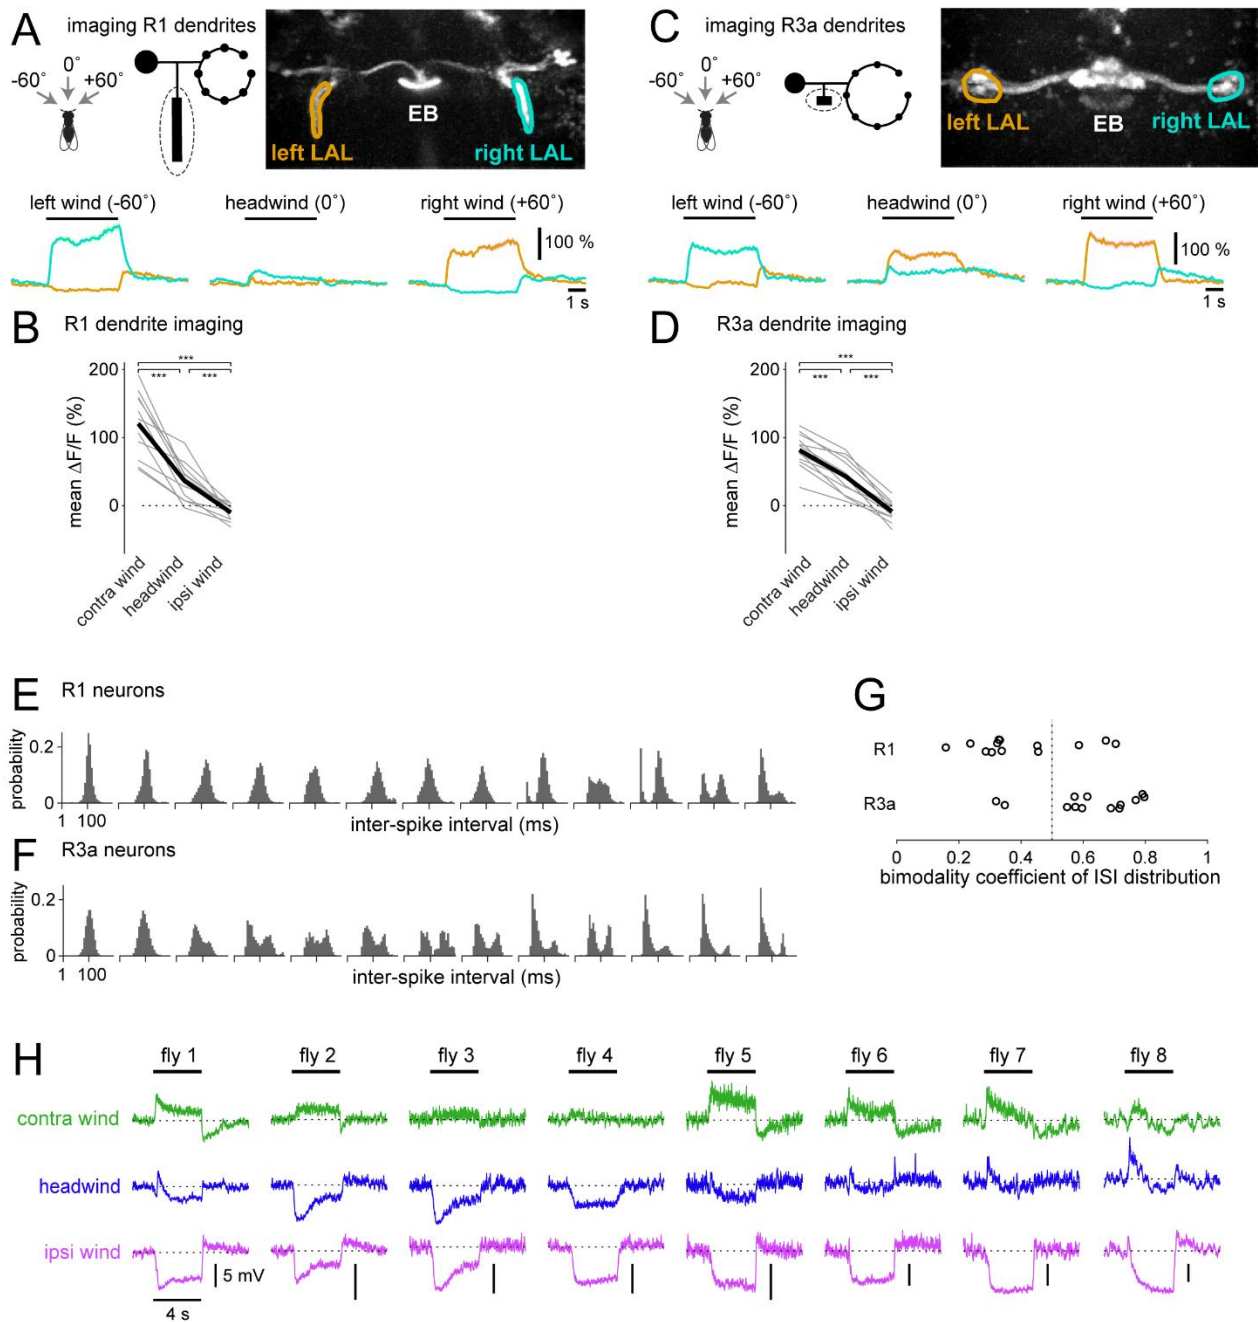 A imaging R1 dendrites
0°
-60° +60°
EB
left LAL right LAL
left wind (-60°) headwind (0°) right wind (+60°)
100 %
1 s
B R1 dendrite imaging
***
*** ***
200
100
0
mean ΔF/F (%)
contra wind
headwind
ipsi wind
C imaging R3a dendrites
0°
-60° +60°
left LAL EB right LAL
left wind (-60°) headwind (0°) right wind (+60°)
100 %
1 s
D R3a dendrite imaging
***
*** ***
200
100
0
mean ΔF/F (%)
contra wind
headwind
ipsi wind
E R1 neurons
probability
0.2
0
1 100 inter-spike interval (ms)
F R3a neurons
probability
0.2
0
1 100 inter-spike interval (ms)
G
R1
R3a
0 0.2 0.4 0.6 0.8 1
bimodality coefficient of ISI distribution
H fly 1 fly 2 fly 3 fly 4 fly 5 fly 6 fly 7 fly 8
contra wind
headwind
ipsi wind
5 mV
4 s